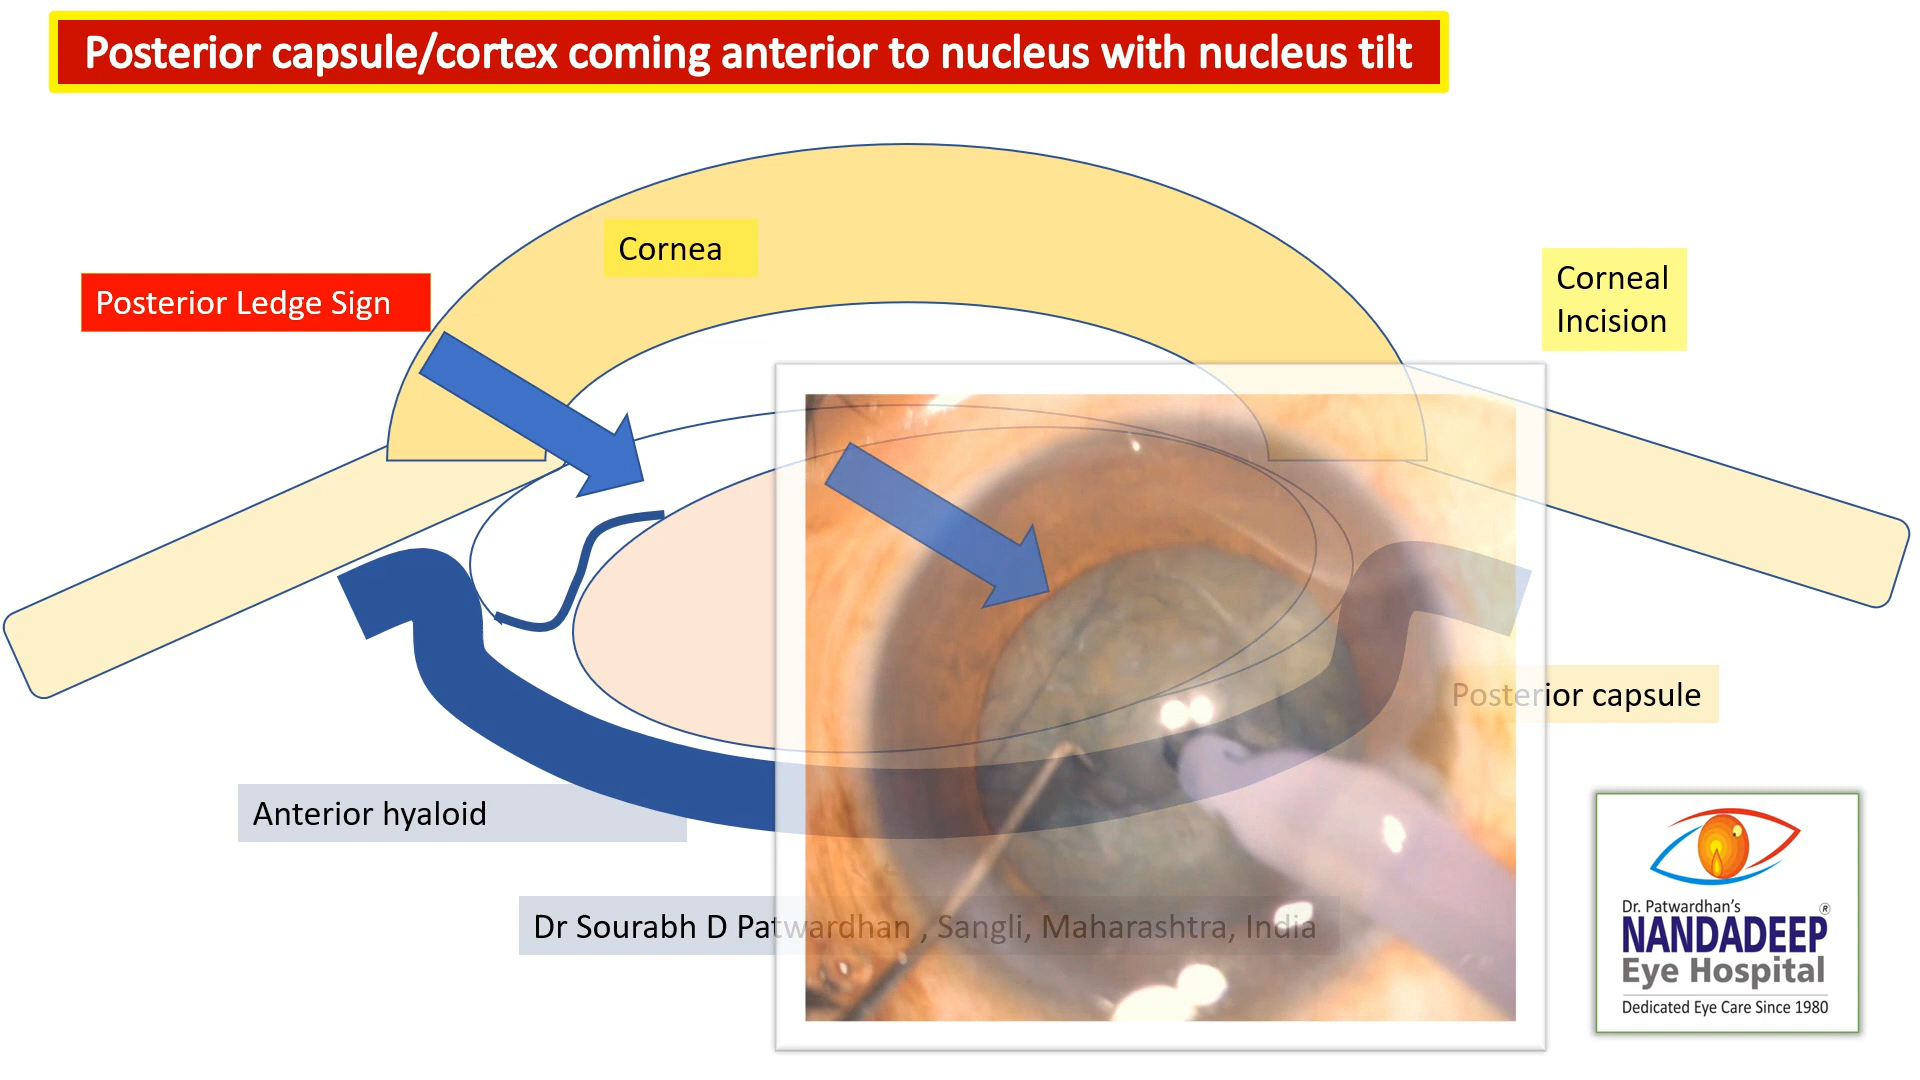 Posterior capsule/cortex coming anterior to nucleus with nucleus tilt
Cornea
Corneal
Incision
Posterior Ledge Sign
Posterior capsule
Anterior hyaloid
Dr Sourabh D Patwardhan , Sangli, Maharashtra, India
Dr. Patwardhan's
NANDADEEP ®
Eye Hospital
Dedicated Eye Care Since 1980